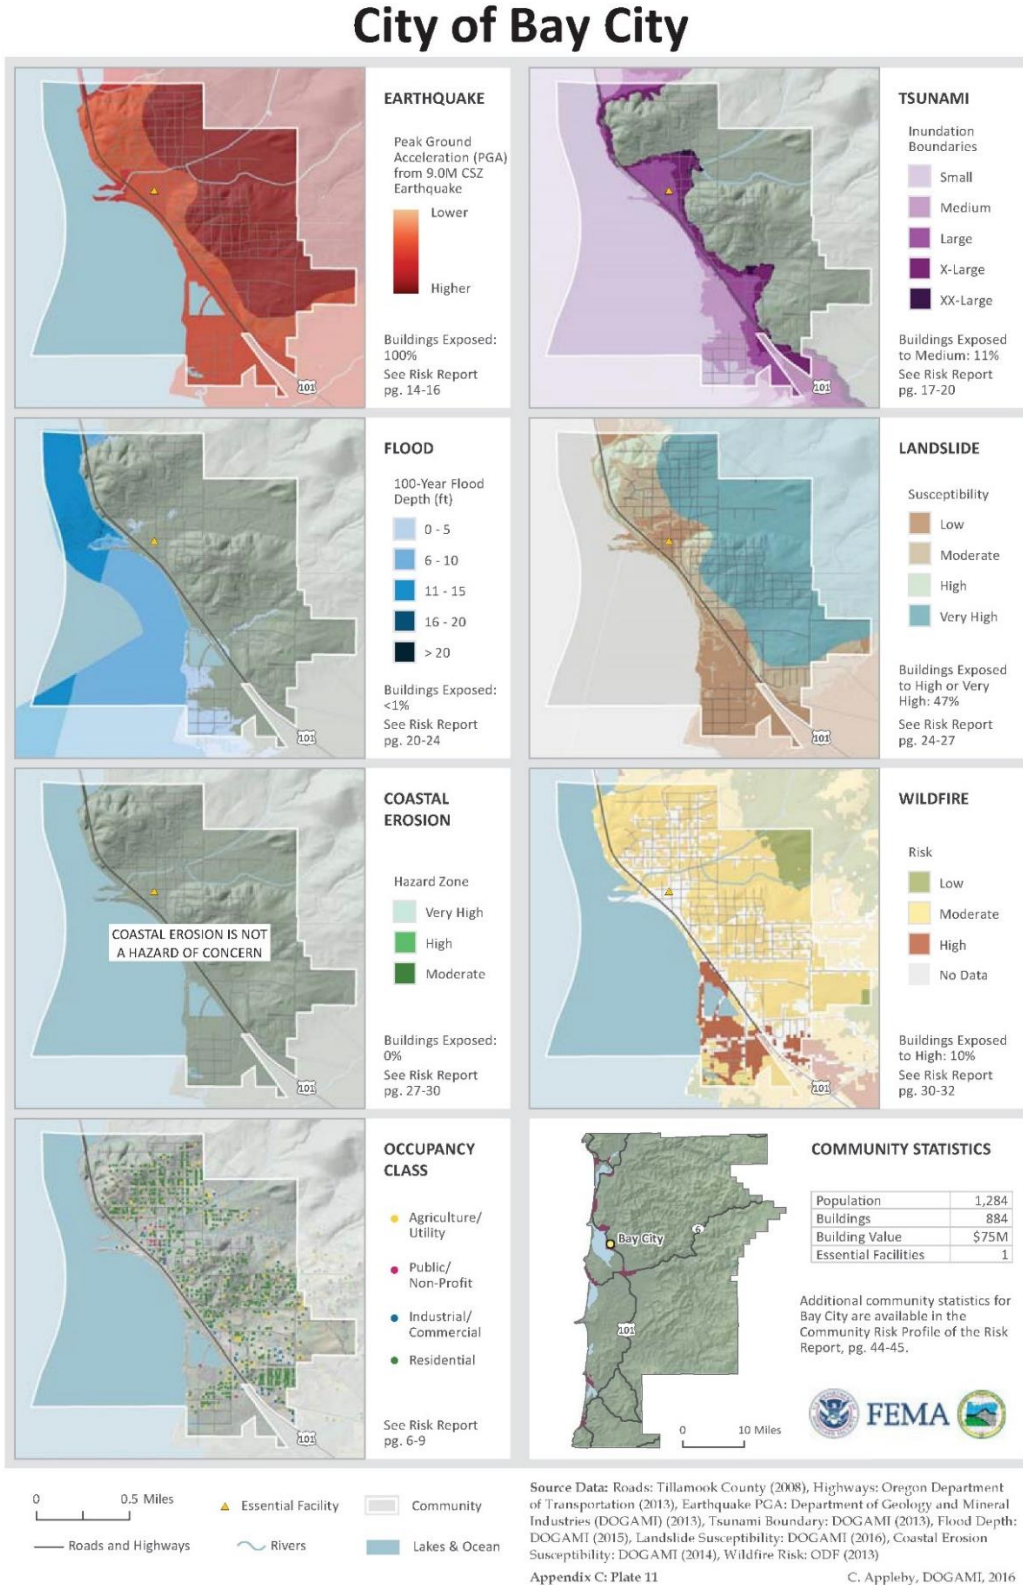 City of Bay City
EARTHQUAKE
Peak Ground
Acceleration (PGA)
from 9.0M CSZ
Earthquake
Lower
Higher
Buildings Exposed:
100%
See Risk Report
pg. 14-16
101
TSUNAMI
Inundation
Boundaries
Small
Medium
Large
X-Large
XX-Large
Buildings Exposed
to Medium: 11%
See Risk Report
pg. 17-20
101
FLOOD
100-Year Flood
Depth (ft)
0 - 5
6 - 10
11 - 15
16 - 20
> 20
Buildings Exposed:
<1%
See Risk Report
pg. 20-24
101
LANDSLIDE
Susceptibility
Low
Moderate
High
Very High
Buildings Exposed
to High or Very
High: 47%
See Risk Report
pg. 24-27
101
COASTAL
EROSION
Hazard Zone
Very High
High
Moderate
COASTAL EROSION IS NOT
A HAZARD OF CONCERN
Buildings Exposed:
0%
See Risk Report
pg. 27-30
101
WILDFIRE
Risk
Low
Moderate
High
No Data
Buildings Exposed
to High: 10%
See Risk Report
pg. 30-32
101
OCCUPANCY
CLASS
Agriculture/
Utility
Public/
Non-Profit
Industrial/
Commercial
Residential
See Risk Report
pg. 6-9
101
COMMUNITY STATISTICS
Population 1,284
Buildings 884
Building Value $75M
Essential Facilities 1
Additional community statistics for
Bay City are available in the
Community Risk Profile of the Risk
Report, pg. 44-45.
6
Bay City
101
0 10 Miles
FEMA
0 0.5 Miles
Essential Facility
Community
Roads and Highways
Rivers
Lakes & Ocean
Source Data: Roads: Tillamook County (2008), Highways: Oregon Department
of Transportation (2013), Earthquake PGA: Department of Geology and Mineral
Industries (DOGAMI) (2013), Tsunami Boundary: DOGAMI (2013), Flood Depth:
DOGAMI (2015), Landslide Susceptibility: DOGAMI (2016), Coastal Erosion
Susceptibility: DOGAMI (2014), Wildfire Risk: ODF (2013)
Appendix C: Plate 11
C. Appleby, DOGAMI, 2016